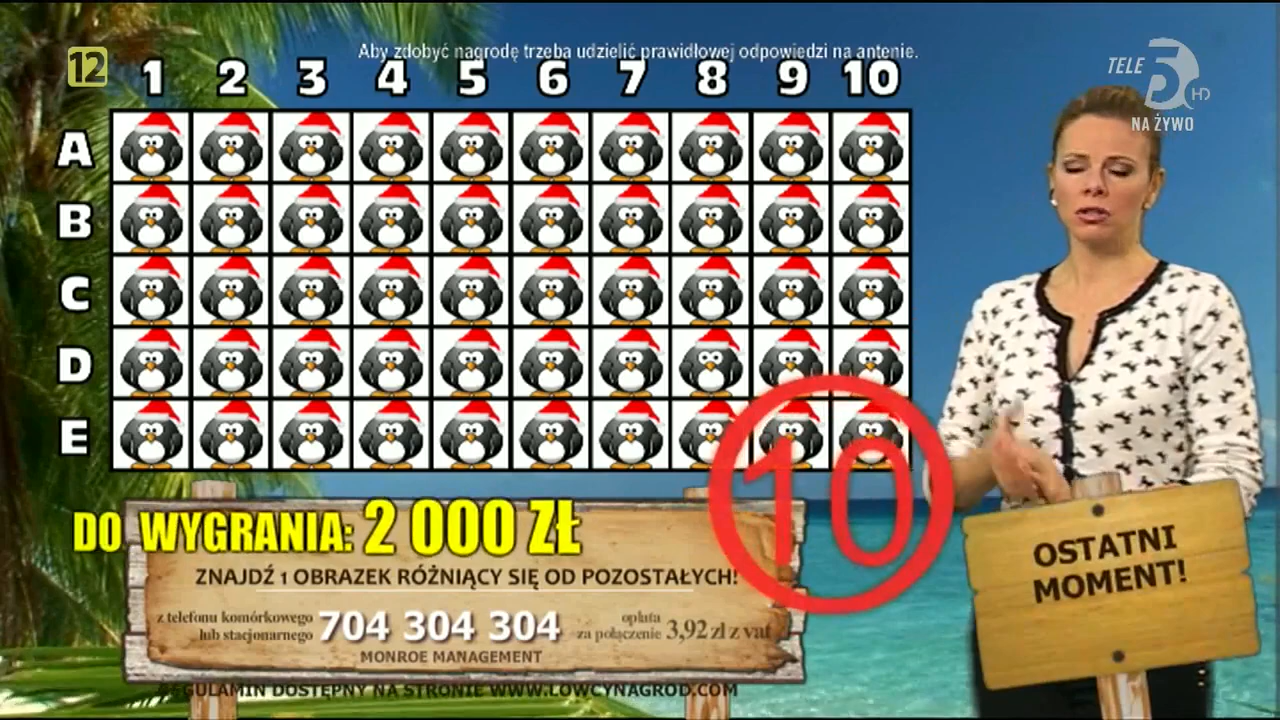 Aby zdobyć nagrodę trzeba udzielić prawidłowej odpowiedzi na antenie.
12
1 2 3 4 5 6 7 8 9 10
TELE 5 HD
NA ŻYWO
A
B
C
D
E
10
DO WYGRANIA: 2 000 ZŁ
ZNAJDŹ 1 OBRAZEK RÓŻNIĄCY SIĘ OD POZOSTAŁYCH!
z telefonu komórkowego
lub stacjonarnego
704 304 304
opłata
za połączenie 3,92 zł z vat
MONROE MANAGEMENT
REGULAMIN DOSTĘPNY NA STRONIE WWW.LOWCYNAGROD.COM
OSTATNI
MOMENT!